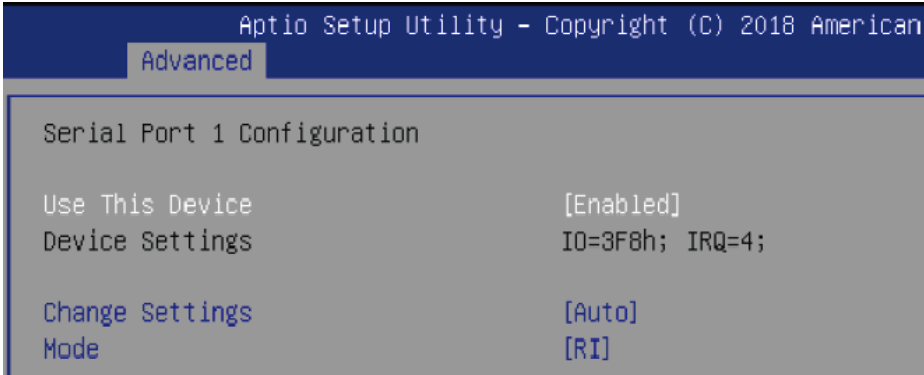 Aptio Setup Utility – Copyright (C) 2018 American
Advanced
Serial Port 1 Configuration
Use This Device [Enabled]
Device Settings IO=3F8h; IRQ=4;
Change Settings [Auto]
Mode [RI]